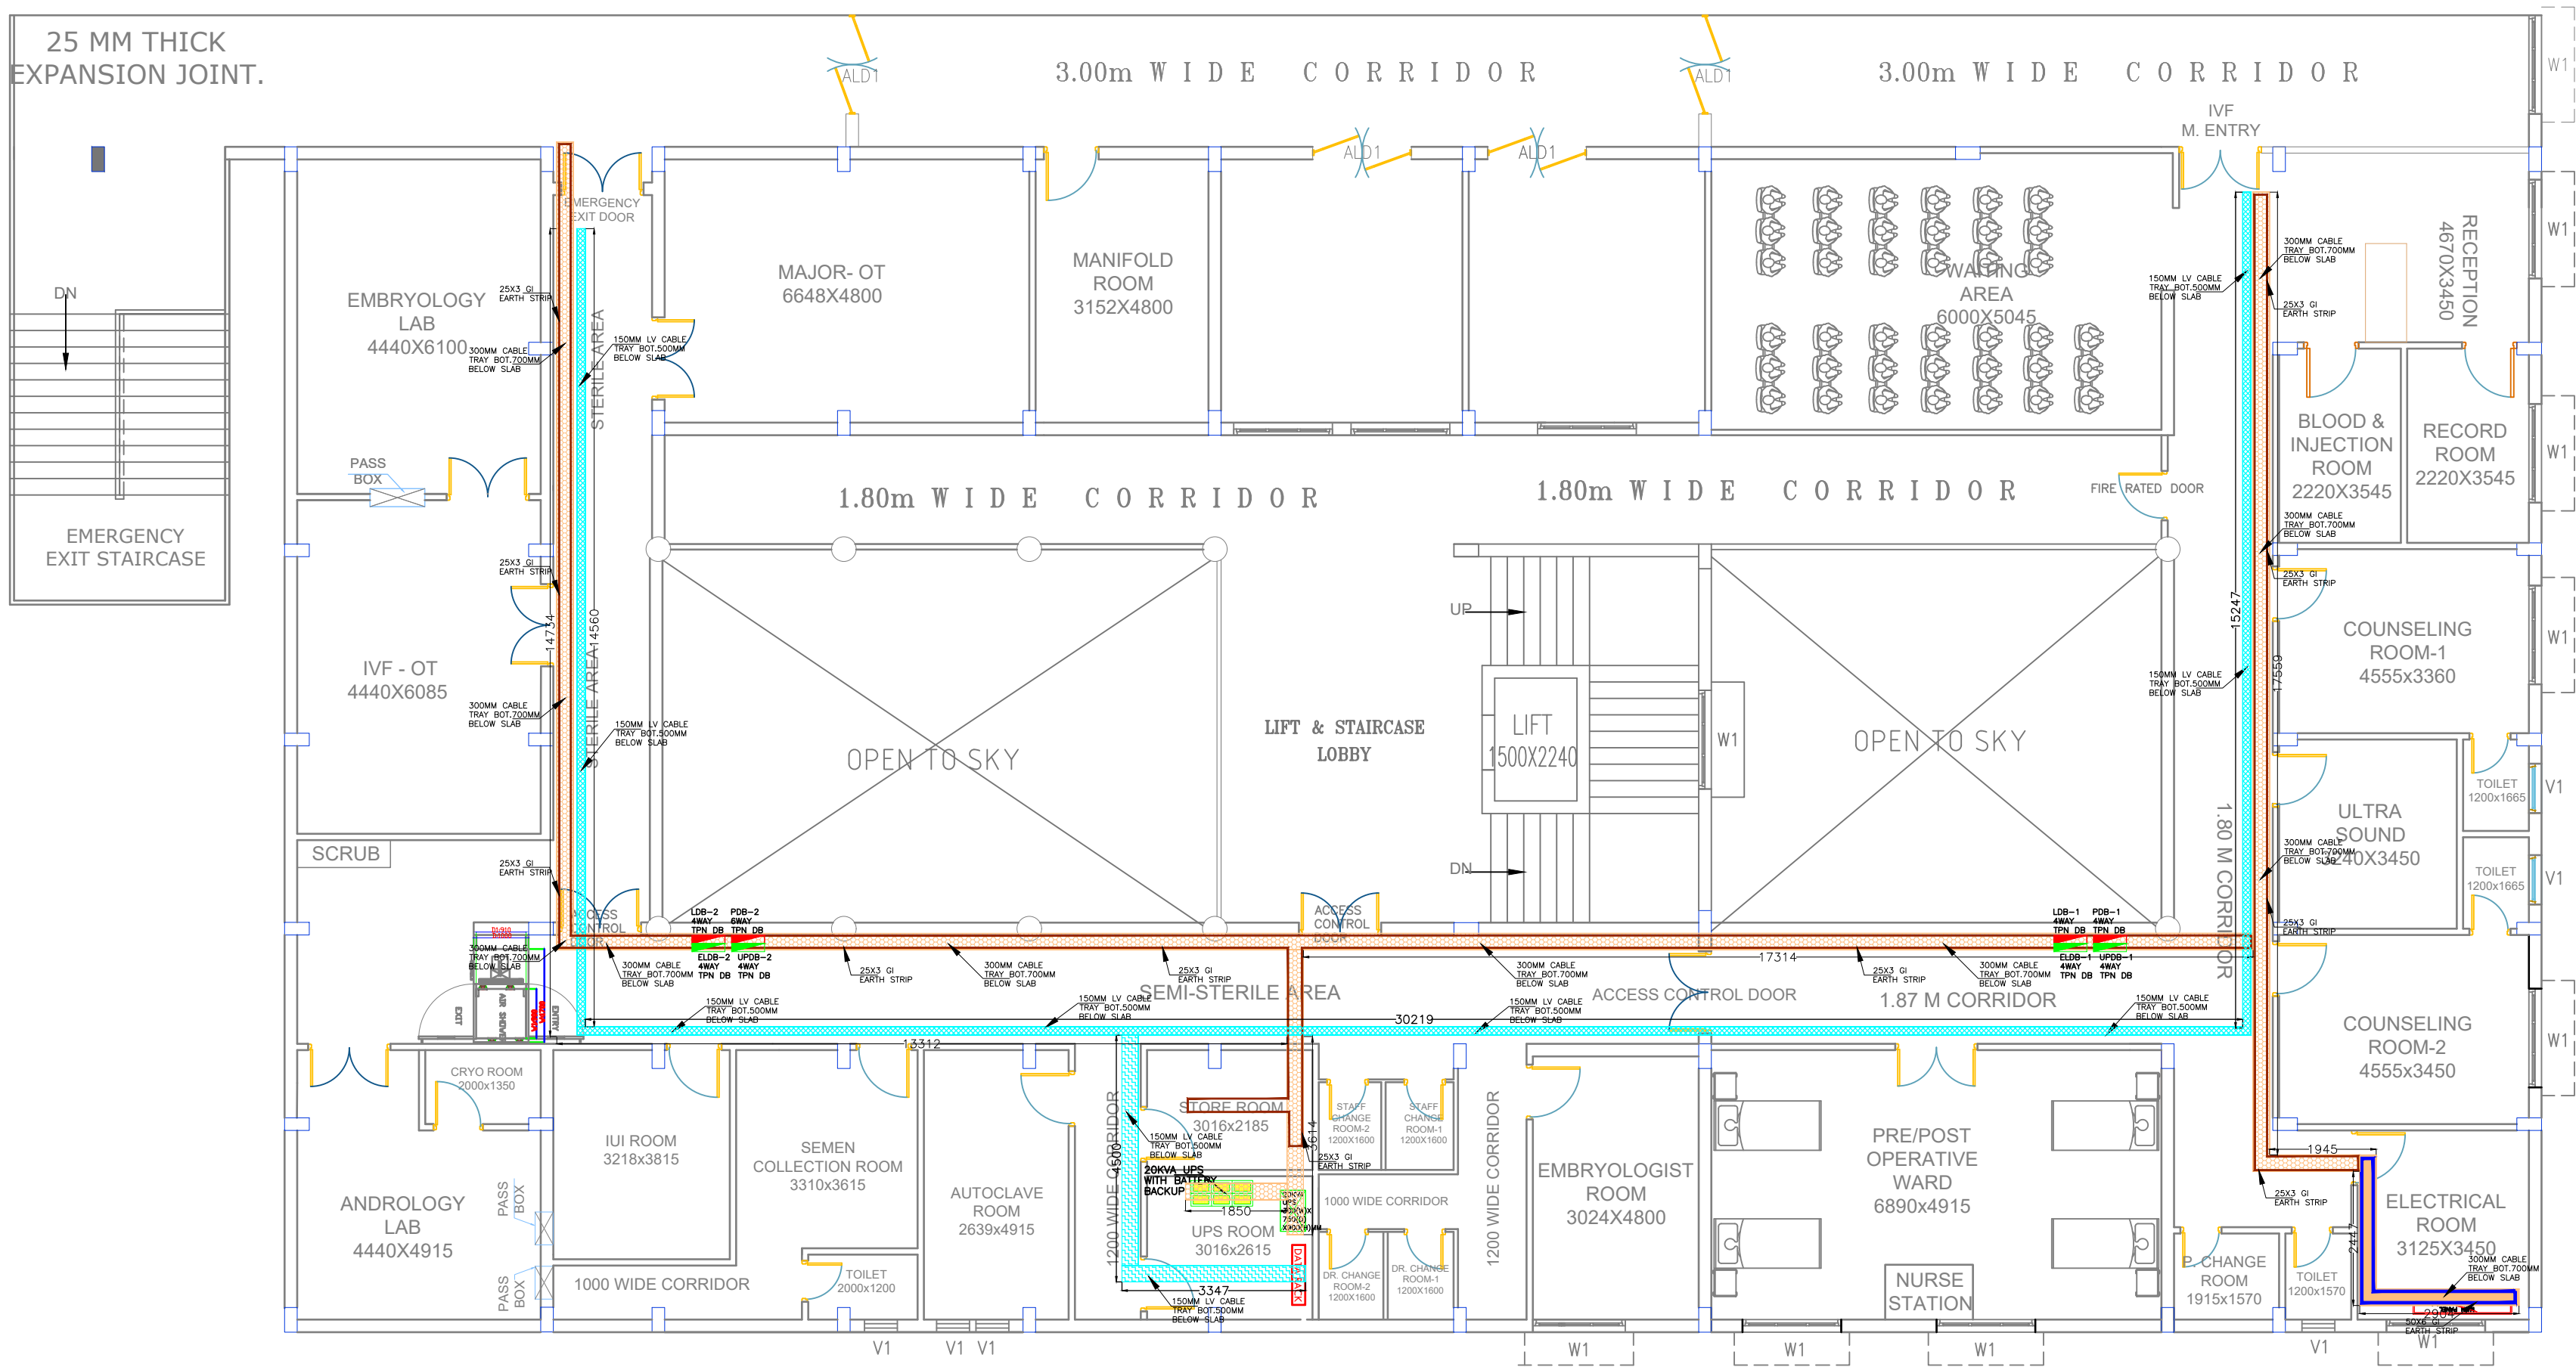 25 MM THICK
EXPANSION JOINT.
3.00m W I D E C O R R I D O R
3.00m W I D E C O R R I D O R
ALD1
ALD1
ALD1
ALD1
W1
IVF
M. ENTRY
EMERGENCY
EXIT DOOR
DN
EMERGENCY
EXIT STAIRCASE
EMBRYOLOGY
LAB
4440X6100
25X3 GI
EARTH STRIP
300MM CABLE
TRAY BOT.700MM
BELOW SLAB
150MM LV CABLE
TRAY BOT.500MM
BELOW SLAB
STERILE AREA
MAJOR- OT
6648X4800
MANIFOLD
ROOM
3152X4800
WAITING
AREA
6000X5045
150MM LV CABLE
TRAY BOT.500MM
BELOW SLAB
300MM CABLE
TRAY BOT.700MM
BELOW SLAB
25X3 GI
EARTH STRIP
RECEPTION
4670X3450
W1
BLOOD &
INJECTION
ROOM
2220X3545
RECORD
ROOM
2220X3545
W1
PASS
BOX
1.80m W I D E C O R R I D O R
1.80m W I D E C O R R I D O R
FIRE RATED DOOR
300MM CABLE
TRAY BOT.700MM
BELOW SLAB
25X3 GI
EARTH STRIP
25X3 GI
EARTH STRIP
14734
14560
STERILE AREA
IVF - OT
4440X6085
300MM CABLE
TRAY BOT.700MM
BELOW SLAB
150MM LV CABLE
TRAY BOT.500MM
BELOW SLAB
OPEN TO SKY
LIFT & STAIRCASE
LOBBY
UP
LIFT
1500X2240
W1
DN
OPEN TO SKY
15247
17559
150MM LV CABLE
TRAY BOT.500MM
BELOW SLAB
COUNSELING
ROOM-1
4555x3360
W1
TOILET
1200x1665
V1
ULTRA
SOUND
3240X3450
300MM CABLE
TRAY BOT.700MM
BELOW SLAB
TOILET
1200x1665
V1
1.80 M CORRIDOR
25X3 GI
EARTH STRIP
SCRUB
25X3 GI
EARTH STRIP
ACCESS
CONTROL
DOOR
300MM CABLE
TRAY BOT.700MM
BELOW SLAB
LDB-2
4WAY
TPN DB
PDB-2
6WAY
TPN DB
ELDB-2
4WAY
TPN DB
UPDB-2
4WAY
TPN DB
300MM CABLE
TRAY BOT.700MM
BELOW SLAB
25X3 GI
EARTH STRIP
300MM CABLE
TRAY BOT.700MM
BELOW SLAB
25X3 GI
EARTH STRIP
ACCESS
CONTROL
DOOR
17314
300MM CABLE
TRAY BOT.700MM
BELOW SLAB
25X3 GI
EARTH STRIP
300MM CABLE
TRAY BOT.700MM
BELOW SLAB
LDB-1
4WAY
TPN DB
PDB-1
4WAY
TPN DB
ELDB-1
4WAY
TPN DB
UPDB-1
4WAY
TPN DB
SEMI-STERILE AREA
ACCESS CONTROL DOOR
1.87 M CORRIDOR
EXIT
AIR SHOWER
ENTRY
150MM LV CABLE
TRAY BOT.500MM
BELOW SLAB
150MM LV CABLE
TRAY BOT.500MM
BELOW SLAB
150MM LV CABLE
TRAY BOT.500MM
BELOW SLAB
150MM LV CABLE
TRAY BOT.500MM
BELOW SLAB
30219
13312
COUNSELING
ROOM-2
4555x3450
W1
CRYO ROOM
2000x1350
IUI ROOM
3218x3815
SEMEN
COLLECTION ROOM
3310x3615
AUTOCLAVE
ROOM
2639x4915
1200 WIDE CORRIDOR
4500
STORE ROOM
3016x2185
150MM LV CABLE
TRAY BOT.500MM
BELOW SLAB
3614
25X3 GI
EARTH STRIP
20KVA UPS
WITH BATTERY
BACKUP
1850
UPS ROOM
3016x2615
DATA RACK
3347
150MM LV CABLE
TRAY BOT.500MM
BELOW SLAB
STAFF
CHANGE
ROOM-2
1200X1600
STAFF
CHANGE
ROOM-1
1200X1600
1000 WIDE CORRIDOR
DR. CHANGE
ROOM-2
1200X1600
DR. CHANGE
ROOM-1
1200X1600
1200 WIDE CORRIDOR
EMBRYOLOGIST
ROOM
3024X4800
PRE/POST
OPERATIVE
WARD
6890x4915
NURSE
STATION
1945
25X3 GI
EARTH STRIP
2447
ELECTRICAL
ROOM
3125X3450
300MM CABLE
TRAY BOT.700MM
BELOW SLAB
2904
50X6 GI
EARTH STRIP
P. CHANGE
ROOM
1915x1570
TOILET
1200x1570
ANDROLOGY
LAB
4440X4915
PASS
BOX
PASS
BOX
1000 WIDE CORRIDOR
TOILET
2000x1200
V1
V1
V1
W1
W1
W1
V1
W1